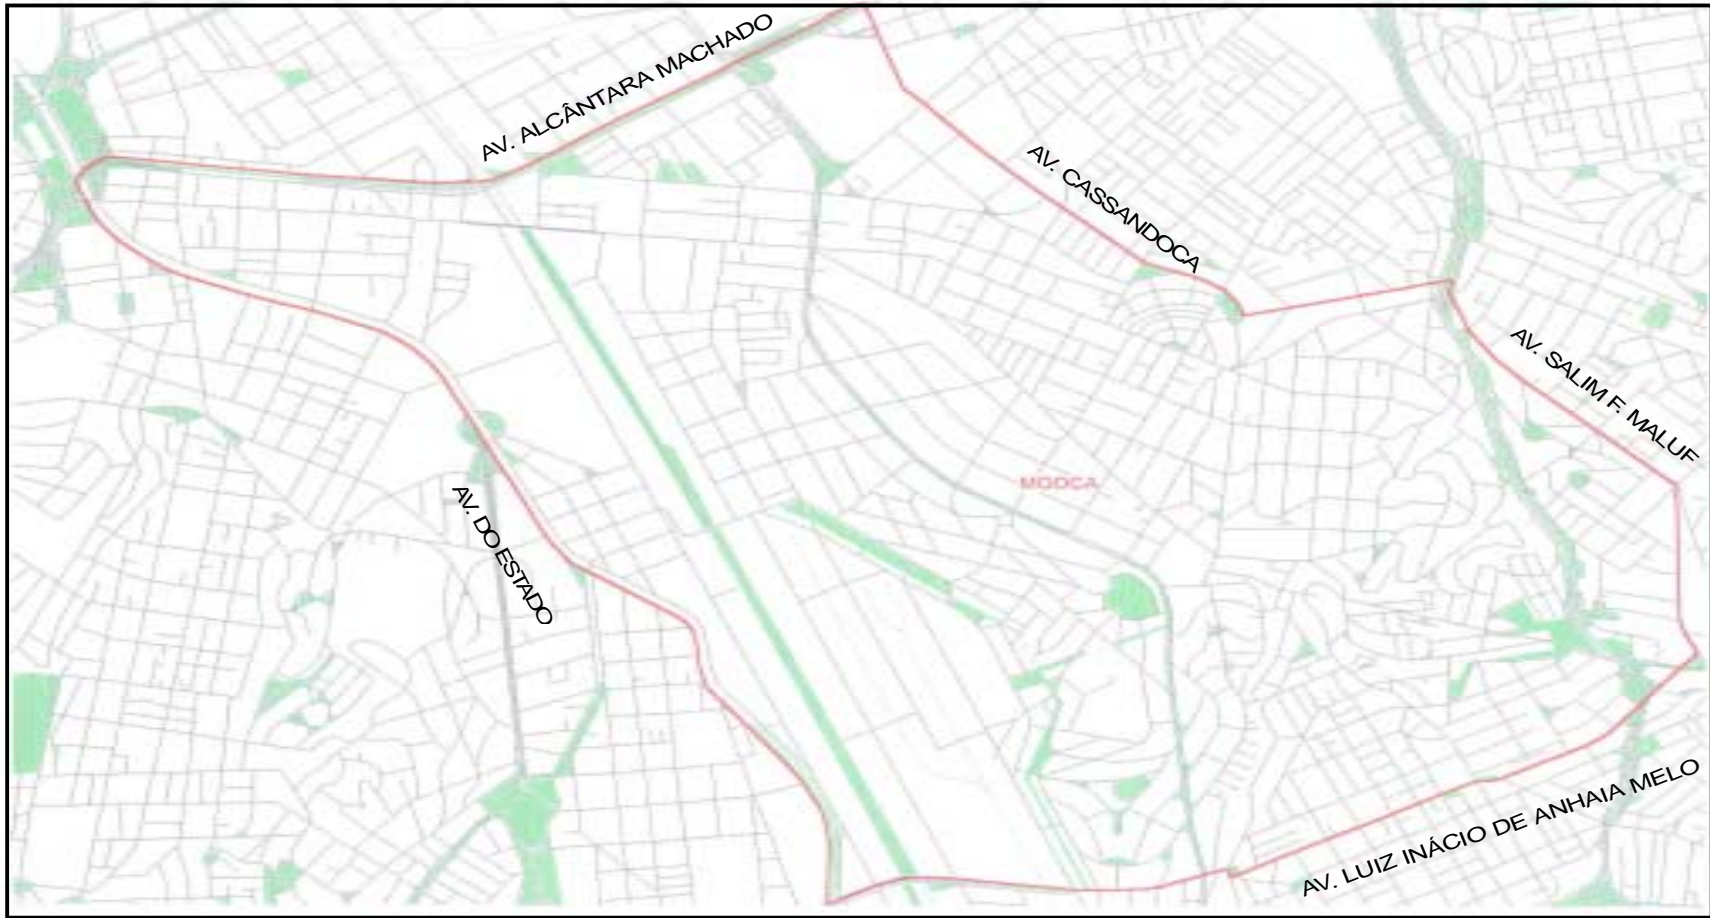 AV. ALCÂNTARA MACHADO
AV. CASSANDOCA
AV. SALIM F. MALUF
MOOCA
AV. DO ESTADO
AV. LUIZ INÁCIO DE ANHAIA MELO